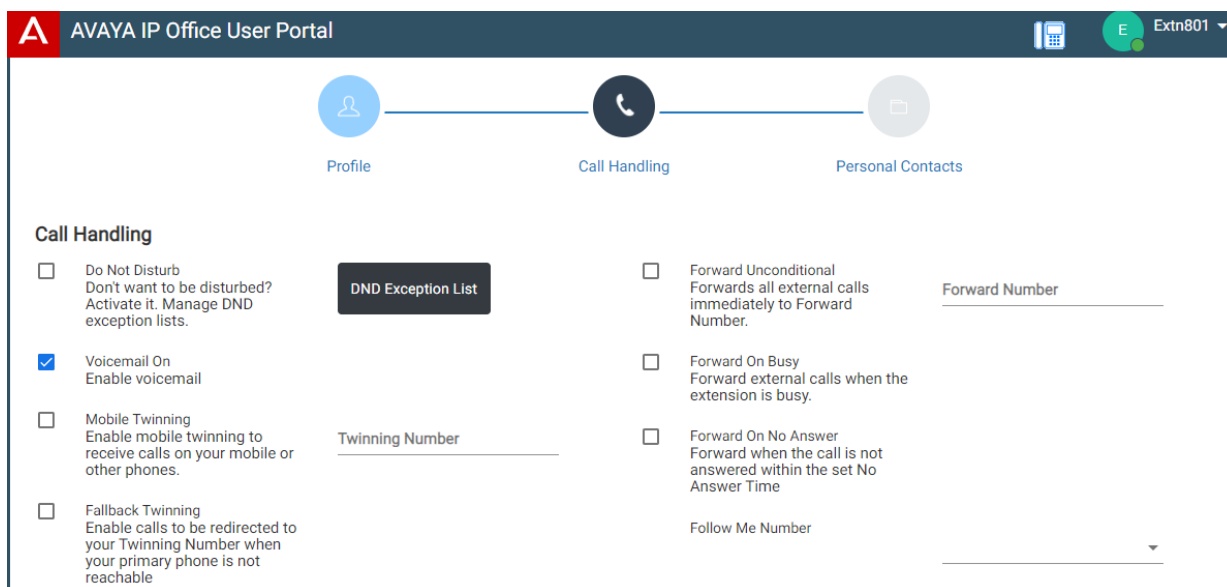 AVAYA IP Office User Portal
E
Extn801
Profile
Call Handling
Personal Contacts
Call Handling
Do Not Disturb
Don't want to be disturbed?
Activate it. Manage DND
exception lists.
DND Exception List
Voicemail On
Enable voicemail
Mobile Twinning
Enable mobile twinning to
receive calls on your mobile or
other phones.
Twinning Number
Fallback Twinning
Enable calls to be redirected to
your Twinning Number when
your primary phone is not
reachable
Forward Unconditional
Forwards all external calls
immediately to Forward
Number.
Forward Number
Forward On Busy
Forward external calls when the
extension is busy.
Forward On No Answer
Forward when the call is not
answered within the set No
Answer Time
Follow Me Number